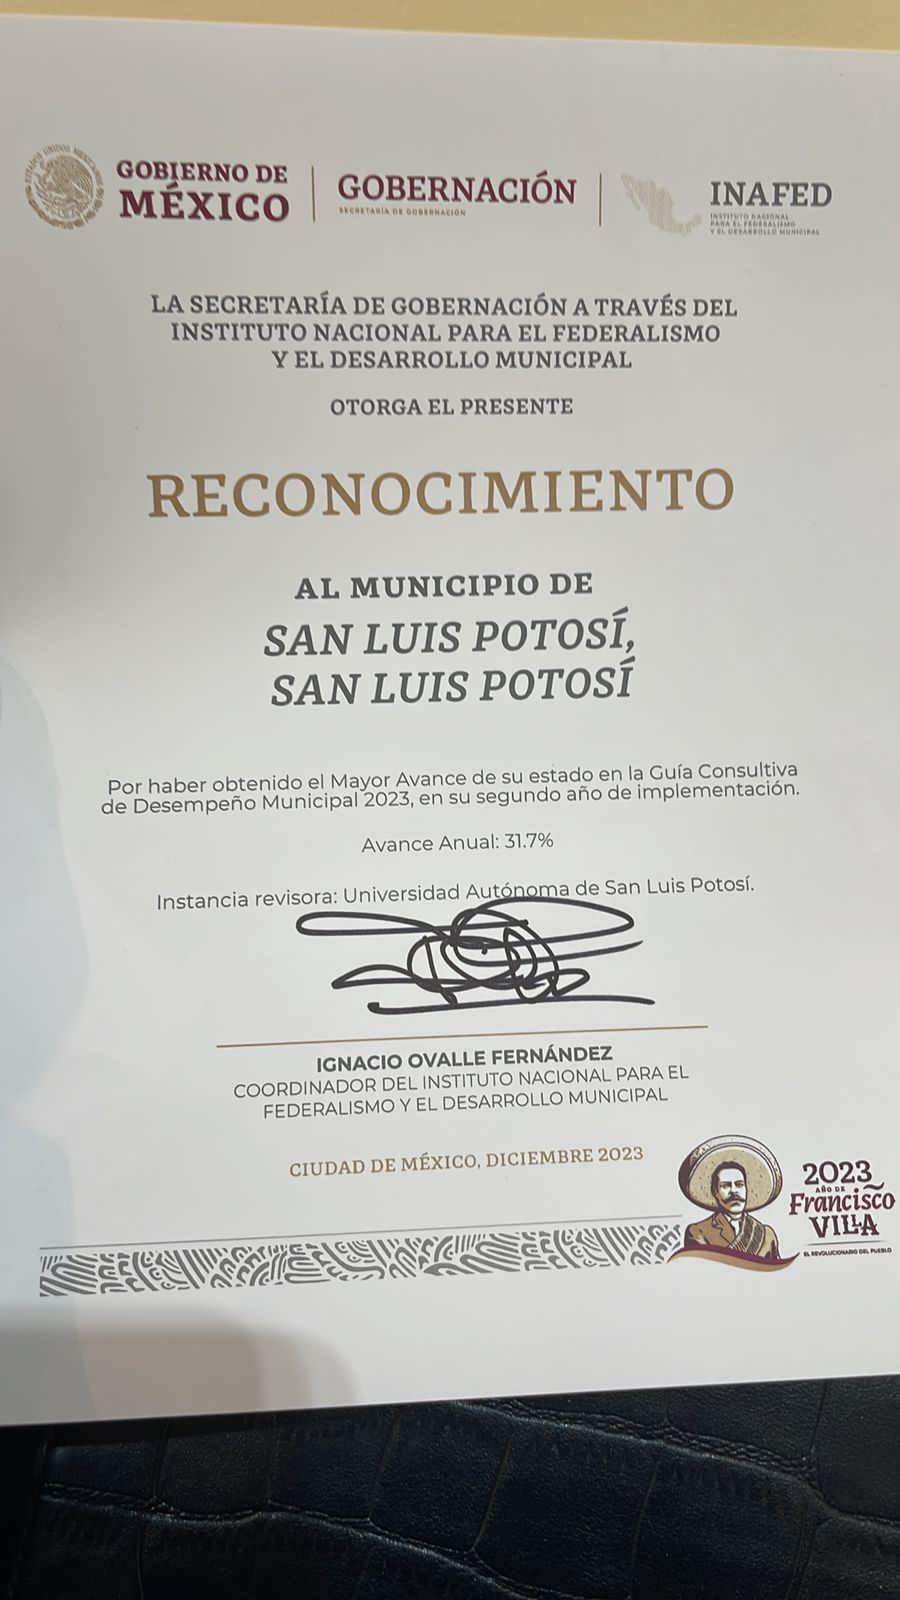 ESTADOS UNIDOS MEXICANOS
GOBIERNO DE
MÉXICO
GOBERNACIÓN
SECRETARÍA DE GOBERNACIÓN
INAFED
INSTITUTO NACIONAL
PARA EL FEDERALISMO
Y EL DESARROLLO MUNICIPAL
LA SECRETARÍA DE GOBERNACIÓN A TRAVÉS DEL
INSTITUTO NACIONAL PARA EL FEDERALISMO
Y EL DESARROLLO MUNICIPAL
OTORGA EL PRESENTE
RECONOCIMIENTO
AL MUNICIPIO DE
SAN LUIS POTOSÍ,
SAN LUIS POTOSÍ
Por haber obtenido el Mayor Avance de su estado en la Guía Consultiva
de Desempeño Municipal 2023, en su segundo año de implementación.
Avance Anual: 31.7%
Instancia revisora: Universidad Autónoma de San Luis Potosí.
IGNACIO OVALLE FERNÁNDEZ
COORDINADOR DEL INSTITUTO NACIONAL PARA EL
FEDERALISMO Y EL DESARROLLO MUNICIPAL
CIUDAD DE MÉXICO, DICIEMBRE 2023
2023
AÑO DE
Francisco
VILLA
EL REVOLUCIONARIO DEL PUEBLO